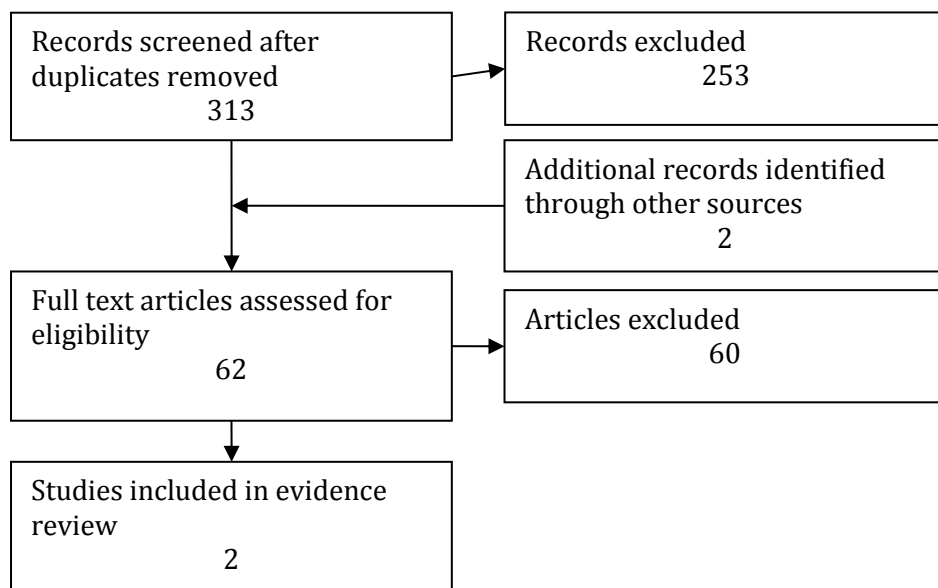 Records screened after
duplicates removed
313
Records excluded
253
Additional records identified
through other sources
2
Full text articles assessed for
eligibility
62
Articles excluded
60
Studies included in evidence
review
2